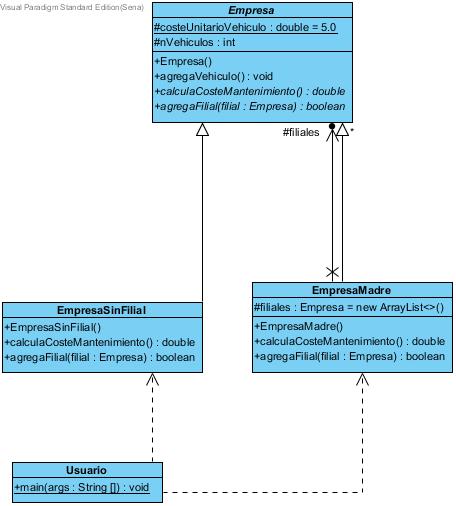 Visual Paradigm Standard Edition(Sena)
Empresa
#costeUnitarioVehiculo : double = 5.0
#nVehiculos : int
+Empresa()
+agregaVehiculo() : void
+calculaCosteMantenimiento() : double
+agregaFilial(filial : Empresa) : boolean
#filiales
*
EmpresaSinFilial
+EmpresaSinFilial()
+calculaCosteMantenimiento() : double
+agregaFilial(filial : Empresa) : boolean
EmpresaMadre
#filiales : Empresa = new ArrayList<>()
+EmpresaMadre()
+calculaCosteMantenimiento() : double
+agregaFilial(filial : Empresa) : boolean
Usuario
+main(args : String []) : void